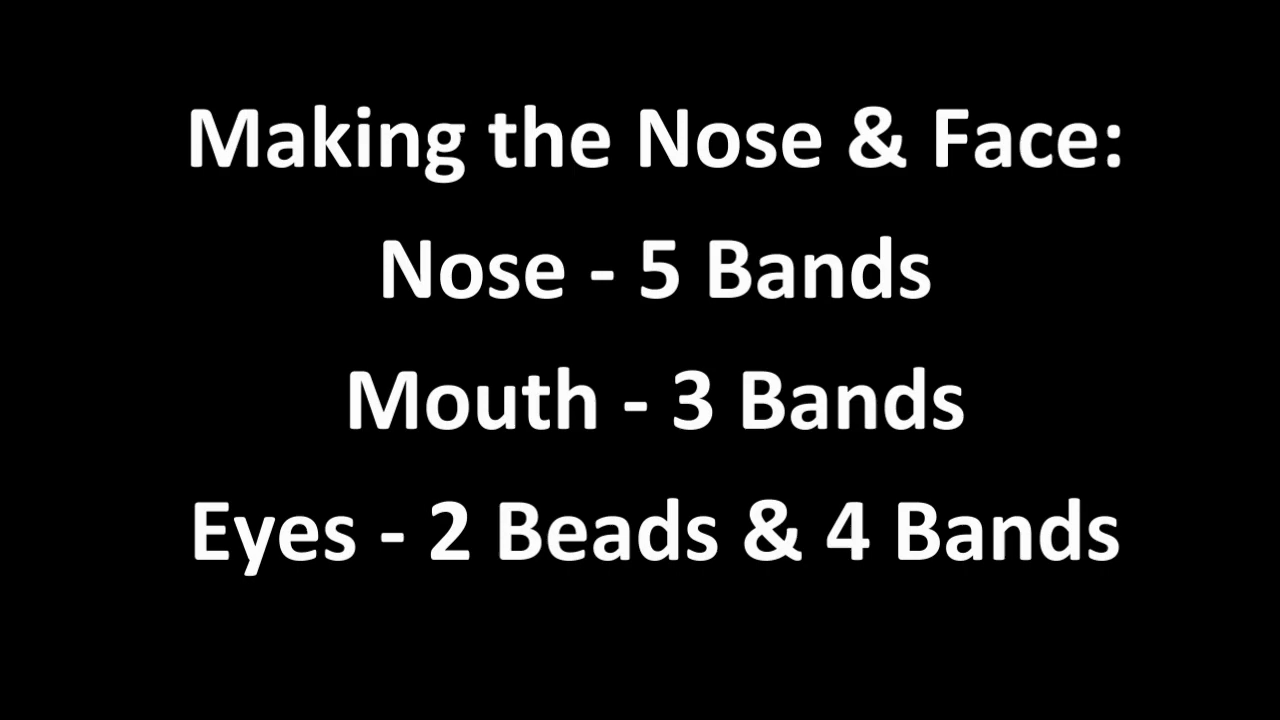 Making the Nose & Face:
Nose - 5 Bands
Mouth - 3 Bands
Eyes - 2 Beads & 4 Bands